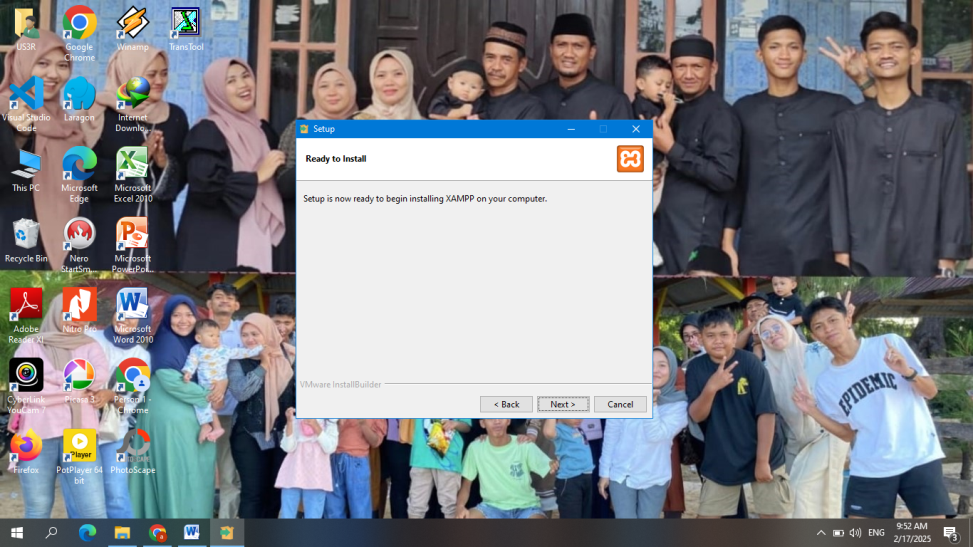 US3R
Google
Chrome
Winamp
TransTool
Visual Studio
Code
Laragon
Internet
Downlo...
This PC
Microsoft
Edge
Microsoft
Excel 2010
Recycle Bin
Nero
StartSm...
Microsoft
PowerPoi...
Adobe
Reader XI
Nitro Pro
Microsoft
Word 2010
CyberLink
YouCam 7
Picasa 3
Person 1 -
Chrome
Firefox
Player
PotPlayer 64
bit
PhotoScape
Setup
Ready to Install
Setup is now ready to begin installing XAMPP on your computer.
VMware InstallBuilder
< Back
Next >
Cancel
EPIDEMIC
ENG
9:52 AM
2/17/2025
3